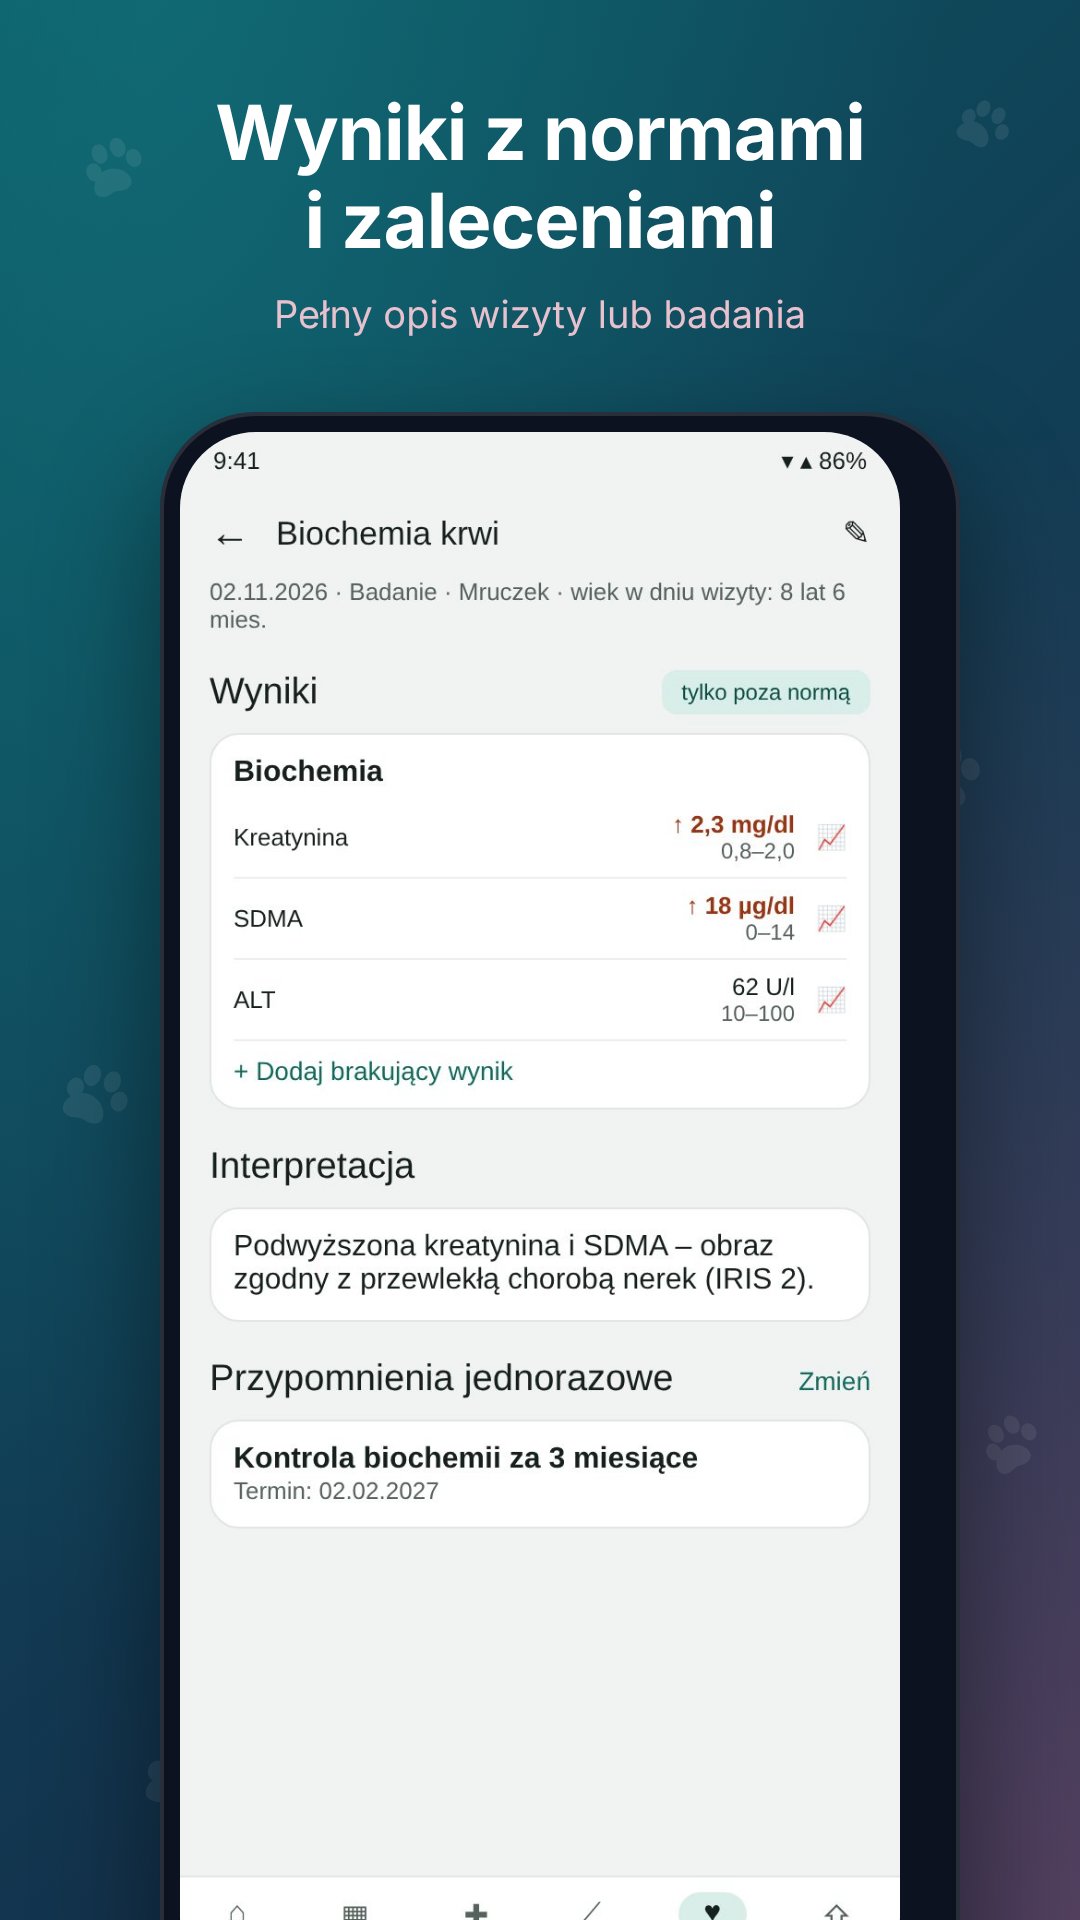 Wyniki z normami
i zaleceniami
Pełny opis wizyty lub badania
9:41
▾ ▴ 86%
← Biochemia krwi ✎
02.11.2026 · Badanie · Mruczek · wiek w dniu wizyty: 8 lat 6
mies.
Wyniki
tylko poza normą
Biochemia
Kreatynina
↑ 2,3 mg/dl
0,8–2,0
SDMA
↑ 18 µg/dl
0–14
ALT
62 U/l
10–100
+ Dodaj brakujący wynik
Interpretacja
Podwyższona kreatynina i SDMA – obraz
zgodny z przewlekłą chorobą nerek (IRIS 2).
Przypomnienia jednorazowe
Zmień
Kontrola biochemii za 3 miesiące
Termin: 02.02.2027